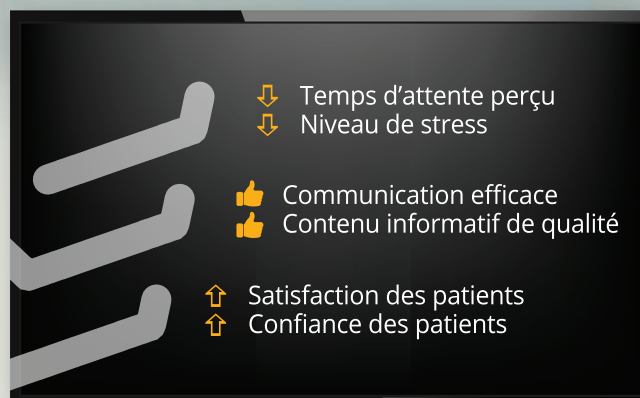 Temps d’attente perçu
Niveau de stress
Communication efficace
Contenu informatif de qualité
Satisfaction des patients
Confiance des patients